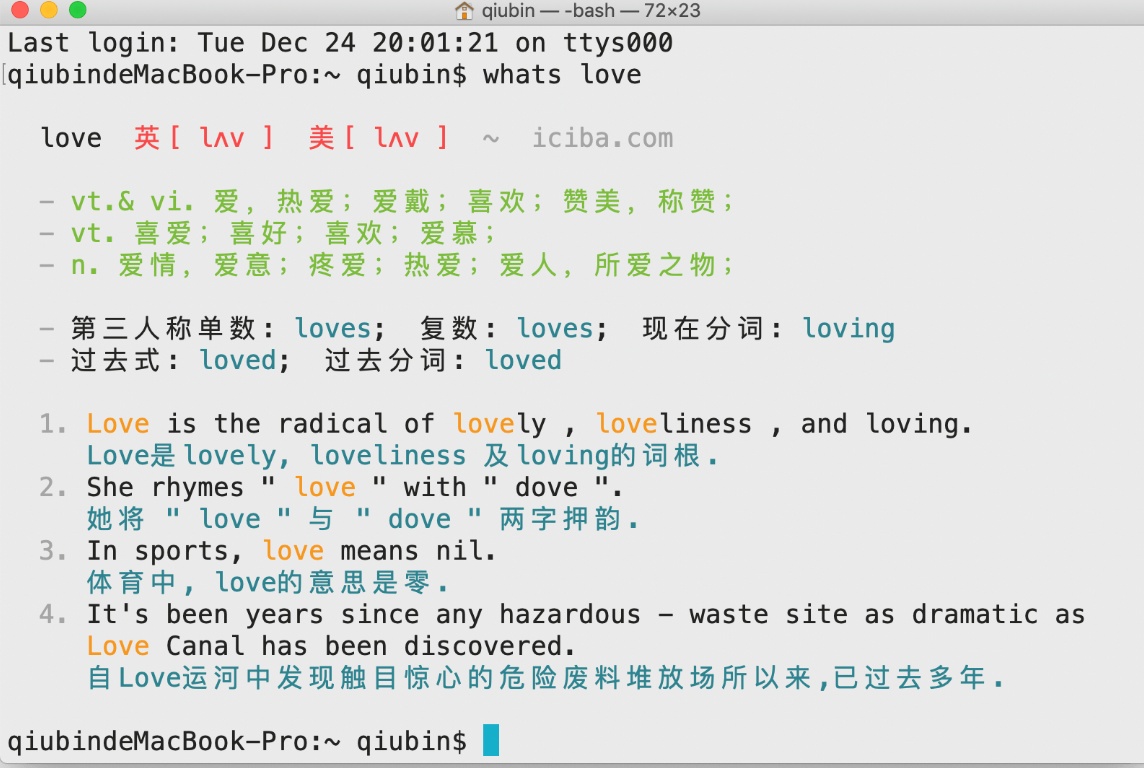 qiubin — -bash — 72×23
Last login: Tue Dec 24 20:01:21 on ttys000
[qiubindeMacBook-Pro:~ qiubin$ whats love
love 英[ lʌv ] 美[ lʌv ] ~ iciba.com
- vt.& vi. 爱, 热爱; 爱戴; 喜欢; 赞美, 称赞;
- vt. 喜爱; 喜好; 喜欢; 爱慕;
- n. 爱情, 爱意; 疼爱; 热爱; 爱人, 所爱之物;
- 第三人称单数: loves; 复数: loves; 现在分词: loving
- 过去式: loved; 过去分词: loved
1. Love is the radical of lovely , loveliness , and loving.
Love是lovely, loveliness 及loving的词根.
2. She rhymes " love " with " dove ".
她将 " love " 与 " dove " 两字押韵.
3. In sports, love means nil.
体育中, love的意思是零.
4. It's been years since any hazardous - waste site as dramatic as
Love Canal has been discovered.
自Love运河中发现触目惊心的危险废料堆放场所以来,已过去多年.
qiubindeMacBook-Pro:~ qiubin$